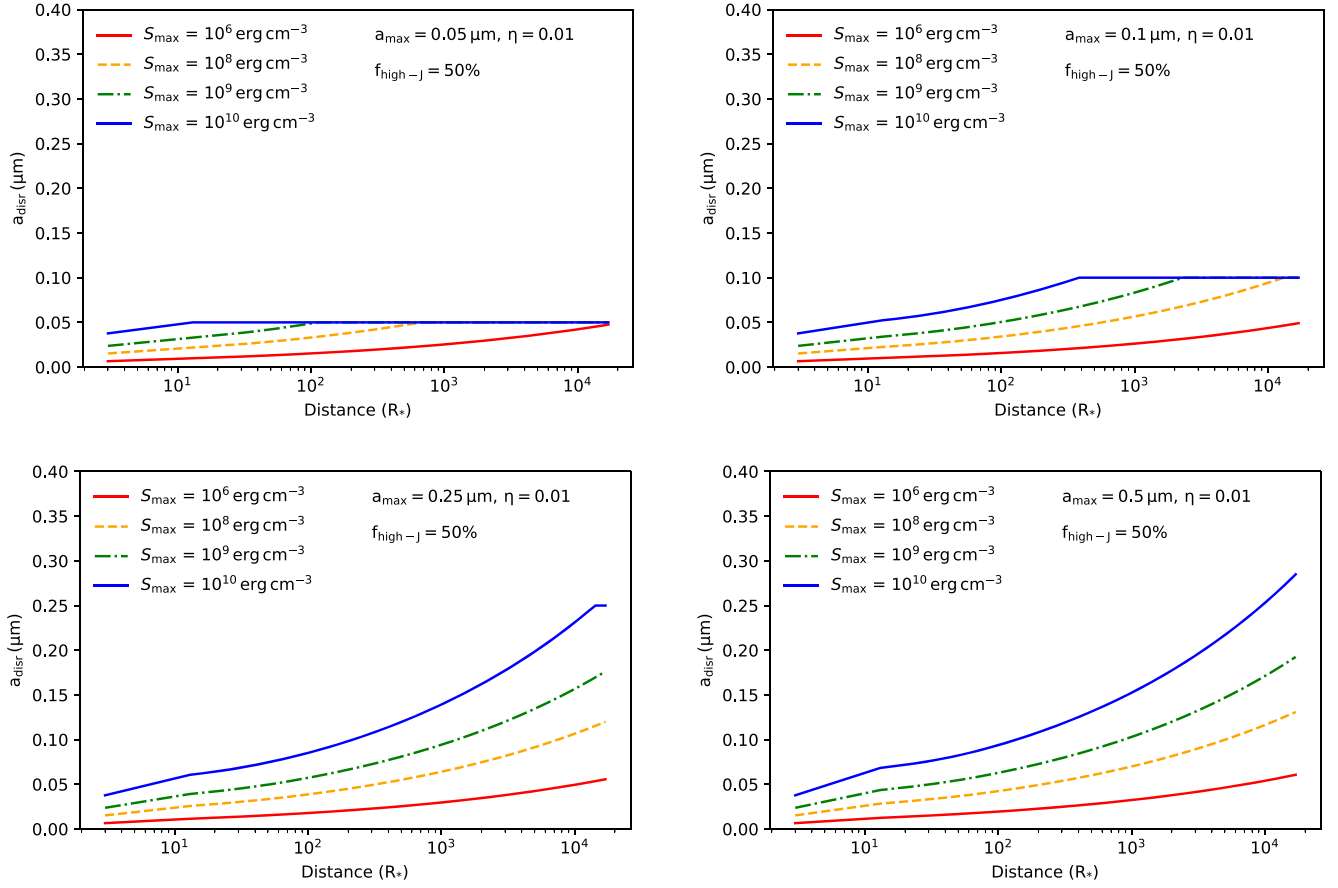 0.40
0.35
0.30
0.25
0.20
0.15
0.10
0.05
0.00
a_disr (μm)
S_max = 10^6 erg cm^−3
S_max = 10^8 erg cm^−3
S_max = 10^9 erg cm^−3
S_max = 10^10 erg cm^−3
a_max = 0.05 μm, η = 0.01
f_high−J = 50%
10^1 10^2 10^3 10^4
Distance (R_*)
0.40
0.35
0.30
0.25
0.20
0.15
0.10
0.05
0.00
a_disr (μm)
S_max = 10^6 erg cm^−3
S_max = 10^8 erg cm^−3
S_max = 10^9 erg cm^−3
S_max = 10^10 erg cm^−3
a_max = 0.1 μm, η = 0.01
f_high−J = 50%
10^1 10^2 10^3 10^4
Distance (R_*)
0.40
0.35
0.30
0.25
0.20
0.15
0.10
0.05
0.00
a_disr (μm)
S_max = 10^6 erg cm^−3
S_max = 10^8 erg cm^−3
S_max = 10^9 erg cm^−3
S_max = 10^10 erg cm^−3
a_max = 0.25 μm, η = 0.01
f_high−J = 50%
10^1 10^2 10^3 10^4
Distance (R_*)
0.40
0.35
0.30
0.25
0.20
0.15
0.10
0.05
0.00
a_disr (μm)
S_max = 10^6 erg cm^−3
S_max = 10^8 erg cm^−3
S_max = 10^9 erg cm^−3
S_max = 10^10 erg cm^−3
a_max = 0.5 μm, η = 0.01
f_high−J = 50%
10^1 10^2 10^3 10^4
Distance (R_*)